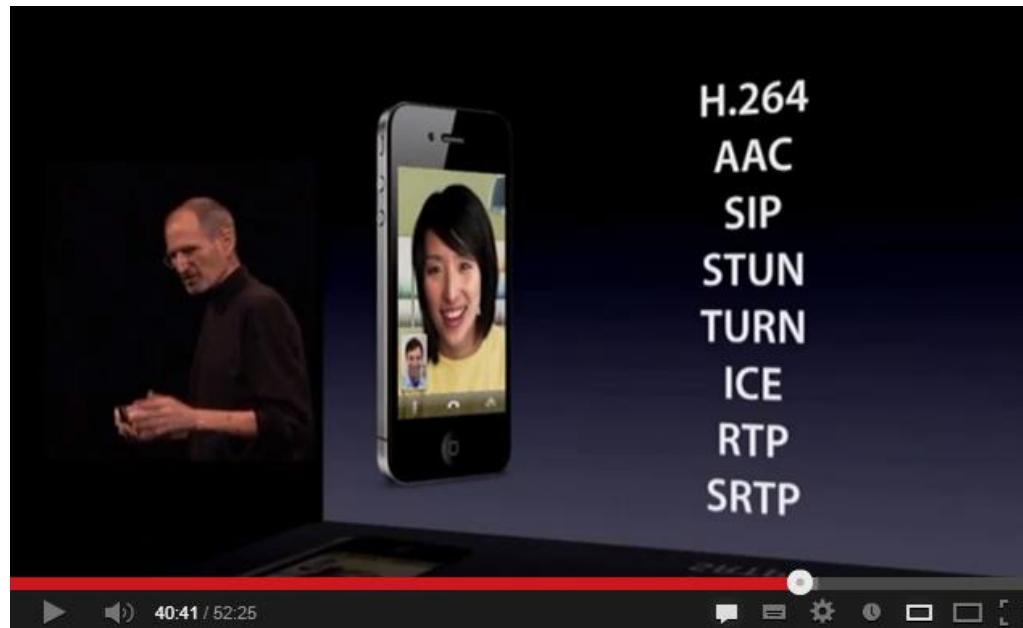 H.264
AAC
SIP
STUN
TURN
ICE
RTP
SRTP
40:41 / 52:25